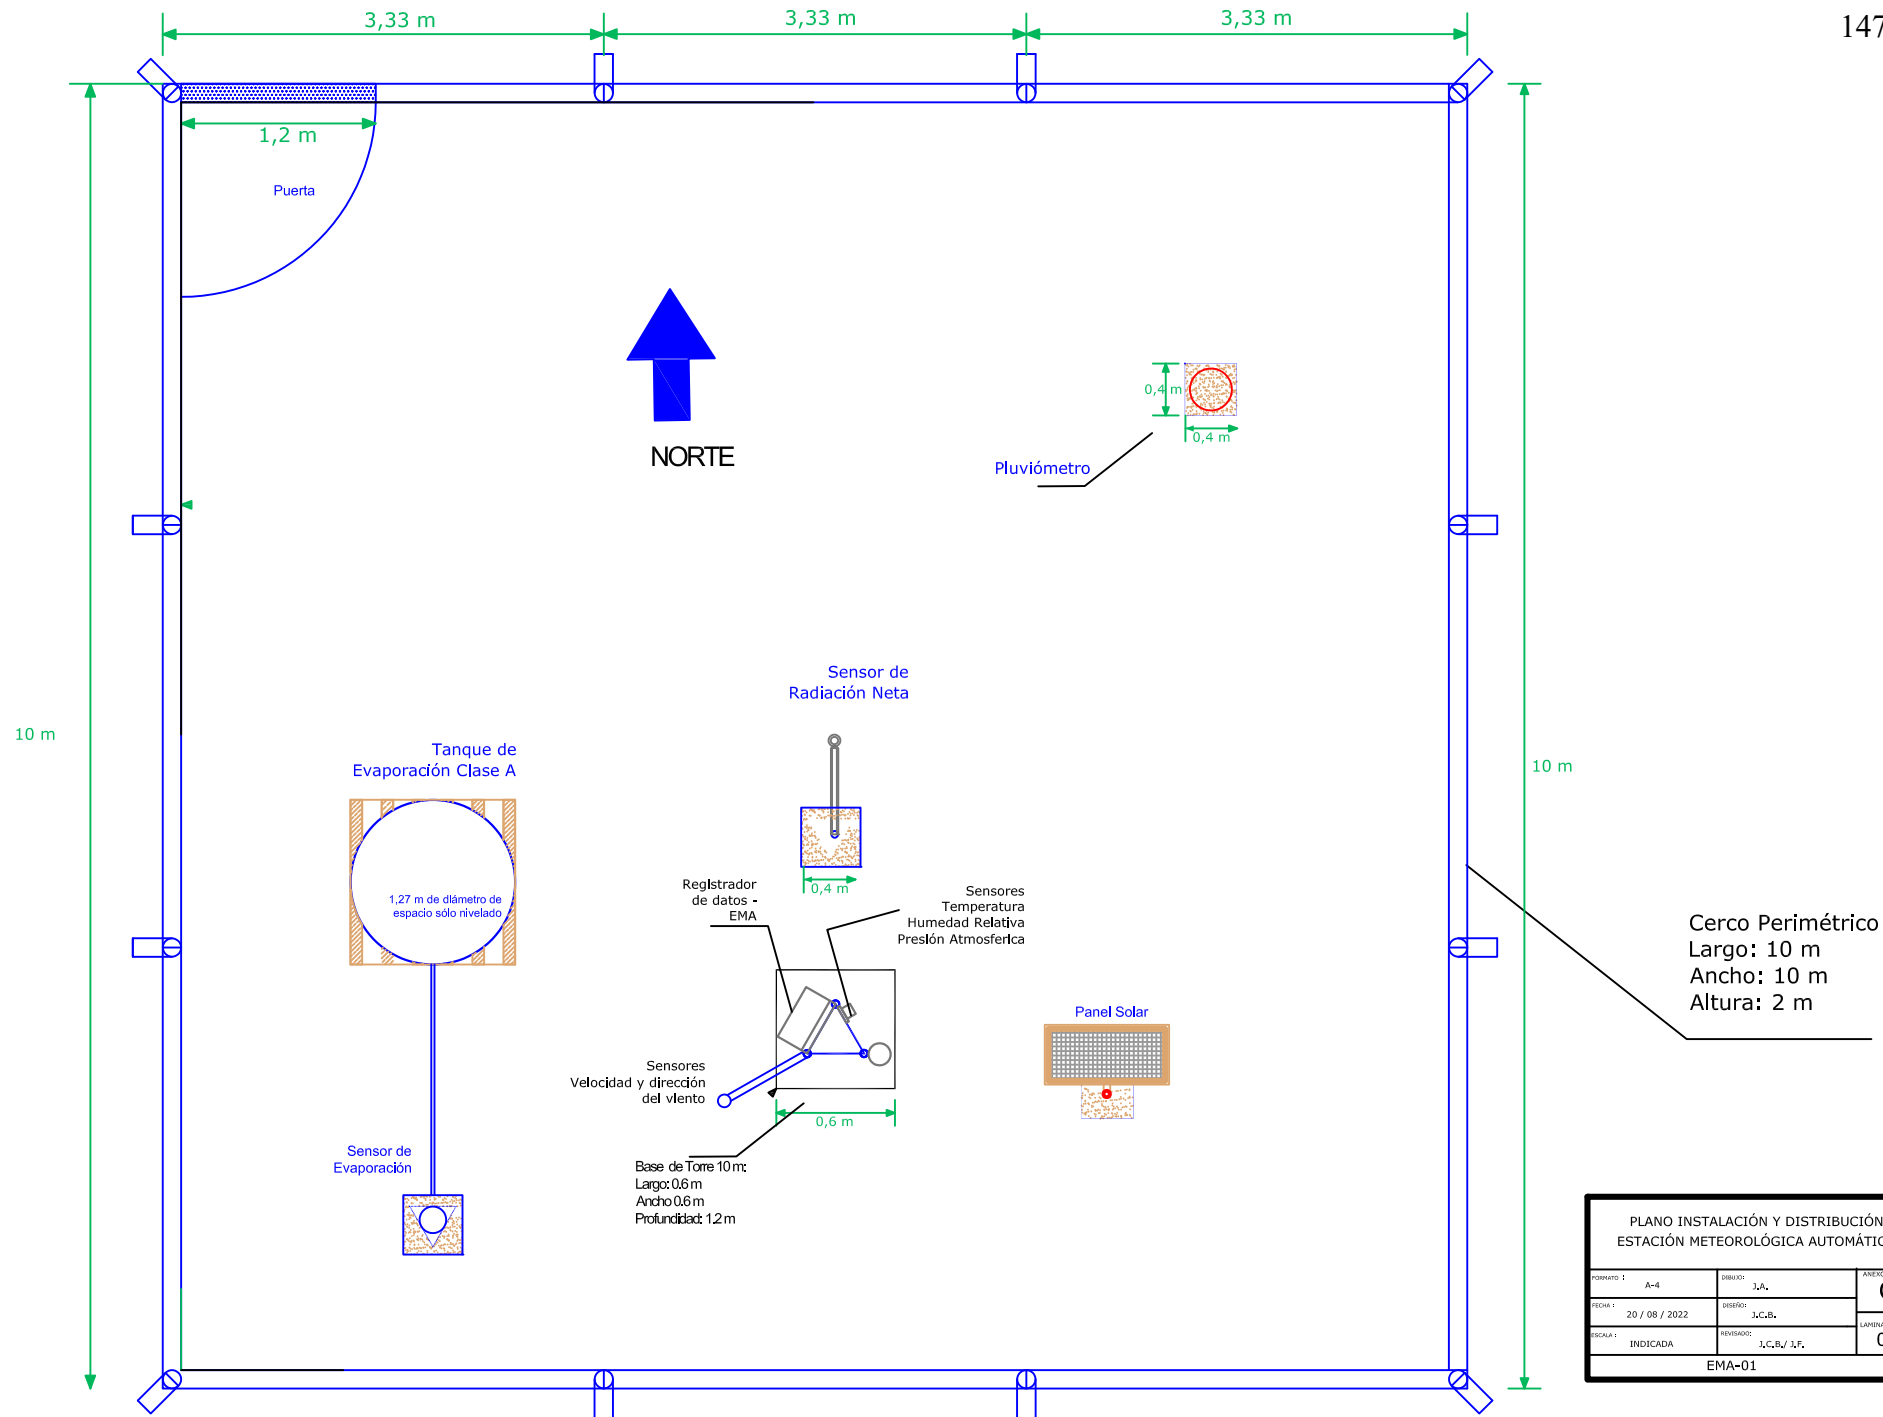 147
3,33 m
3,33 m
3,33 m
1,2 m
Puerta
NORTE
0,4 m
0,4 m
Pluviómetro
10 m
10 m
Sensor de
Radiación Neta
Tanque de
Evaporación Clase A
1,27 m de diámetro de
espacio sólo nivelado
0,4 m
Registrador
de datos -
EMA
Sensores
Temperatura
Humedad Relativa
Presión Atmosferica
Cerco Perimétrico
Largo: 10 m
Ancho: 10 m
Altura: 2 m
Panel Solar
Sensores
Velocidad y dirección
del viento
0,6 m
Sensor de
Evaporación
Base de Torre 10 m:
Largo: 0.6 m
Ancho 0.6 m
Profundidad: 1.2 m
PLANO INSTALACIÓN Y DISTRIBUCIÓN
ESTACIÓN METEOROLÓGICA AUTOMÁTIC
FORMATO : A-4
DIBUJO: J.A.
ANEXO
FECHA : 20 / 08 / 2022
DISEÑO: J.C.B.
LAMINA
ESCALA : INDICADA
REVISADO: J.C.B./ J.F.
0
EMA-01